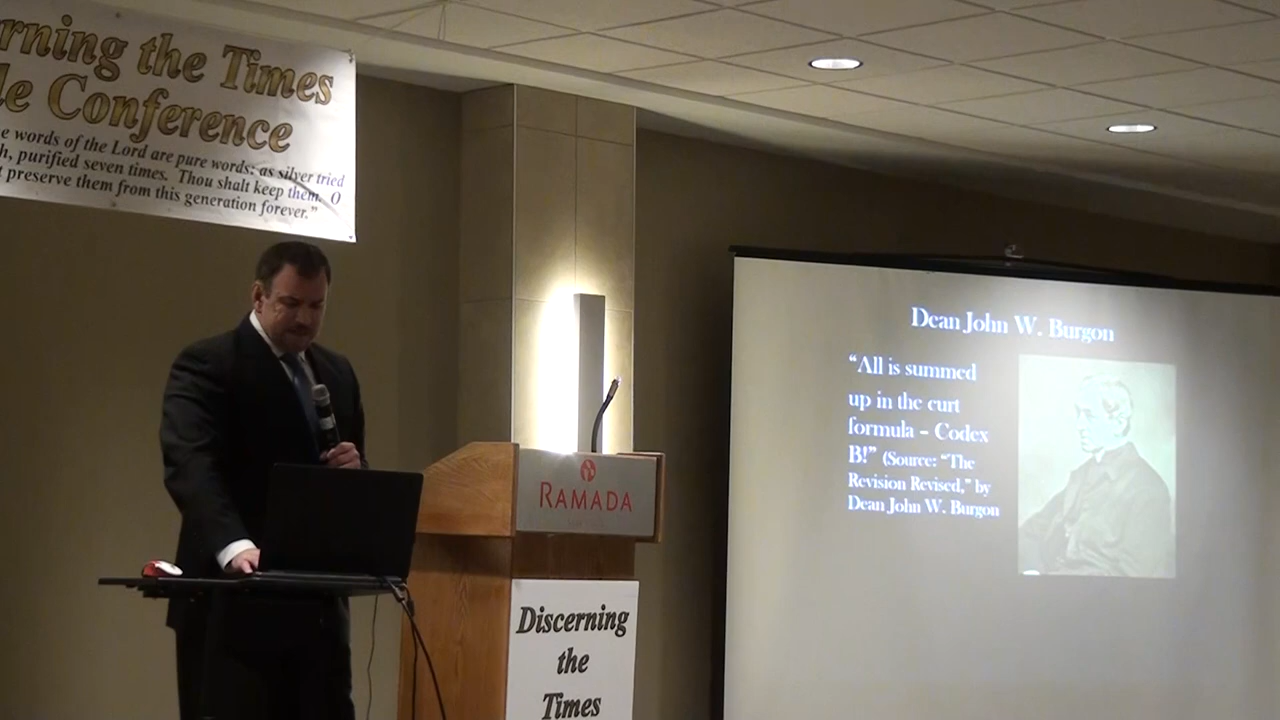 rning the Times
le Conference
e words of the Lord are pure words: as silver tried
h, purified seven times. Thou shalt keep them, O
t preserve them from this generation forever."
Dean John W. Burgon
"All is summed
up in the curt
formula – Codex
B!" (Source: "The
Revision Revised," by
Dean John W. Burgon
RAMADA
Discerning
the
Times